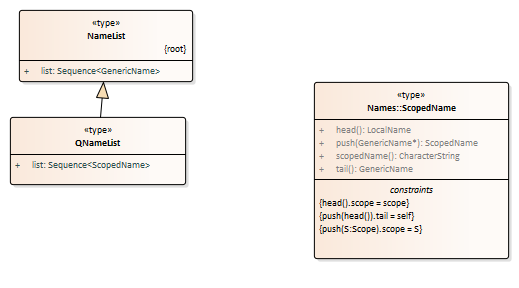 «type»
NameList
{root}
+ list: Sequence<GenericName>
«type»
QNameList
+ list: Sequence<ScopedName>
«type»
Names::ScopedName
+ head(): LocalName
+ push(GenericName*): ScopedName
+ scopedName(): CharacterString
+ tail(): GenericName
constraints
{head().scope = scope}
{push(head()).tail = self}
{push(S:Scope).scope = S}